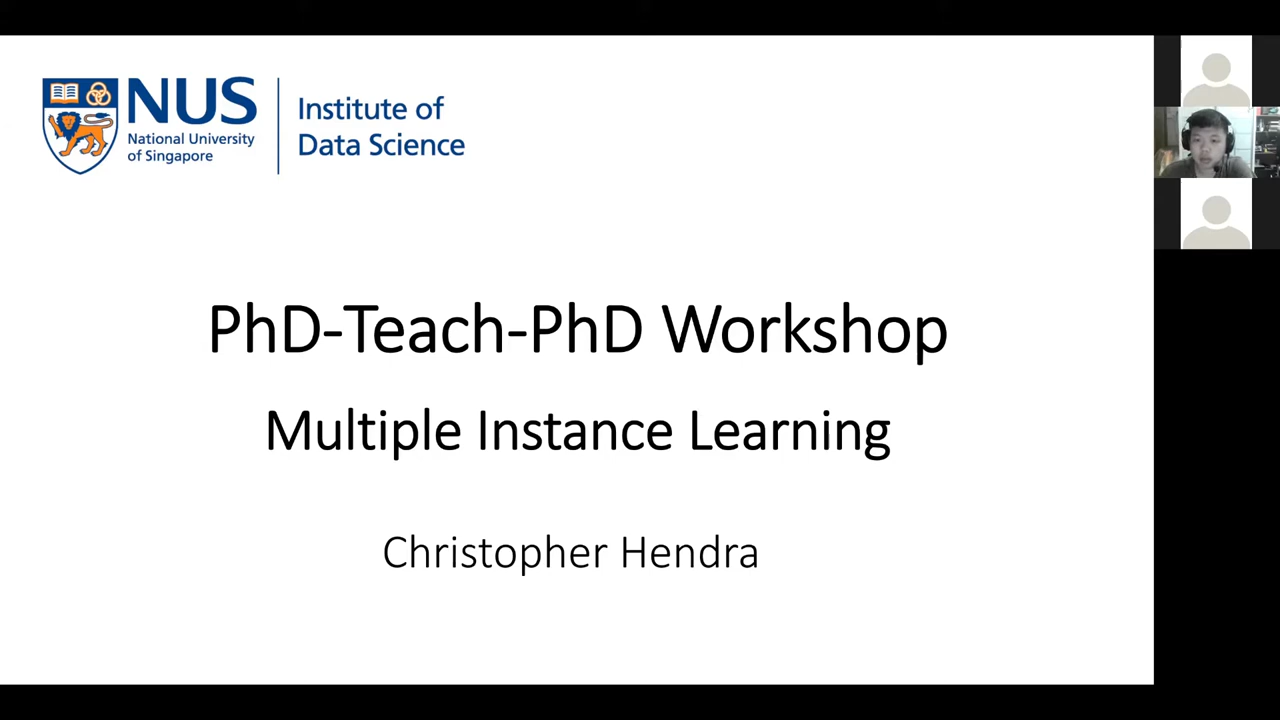 NUS
National University
of Singapore
Institute of
Data Science
PhD-Teach-PhD Workshop
Multiple Instance Learning
Christopher Hendra